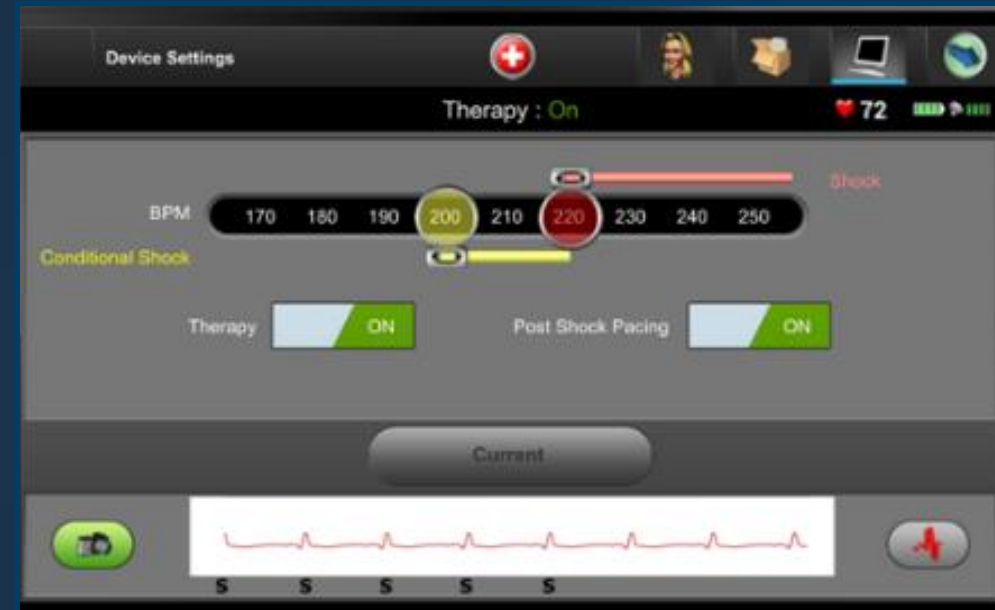 Device Settings
Therapy : On
72
Shock
BPM 170 180 190 200 210 220 230 240 250
Conditional Shock
Therapy ON Post Shock Pacing ON
Current
S S S S S